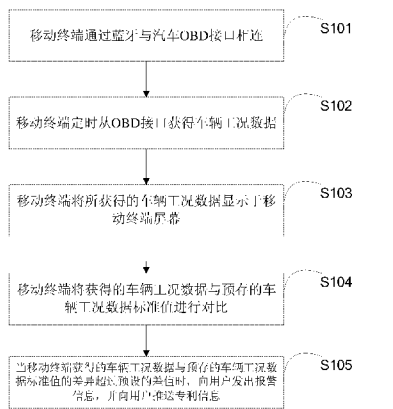 移动终端通过蓝牙与汽车OBD接口相连
S101
移动终端定时从OBD接口获得车辆工况数据
S102
移动终端将所获得的车辆工况数据显示于移
动终端屏幕
S103
移动终端将获得的车辆工况数据与预存的车
辆工况数据标准值进行对比
S104
当移动终端获得的车辆工况数据与预存的车辆工况数
据标准值的差异超过预设的差值时，向用户发出报警
信息，并向用户推送专利信息
S105